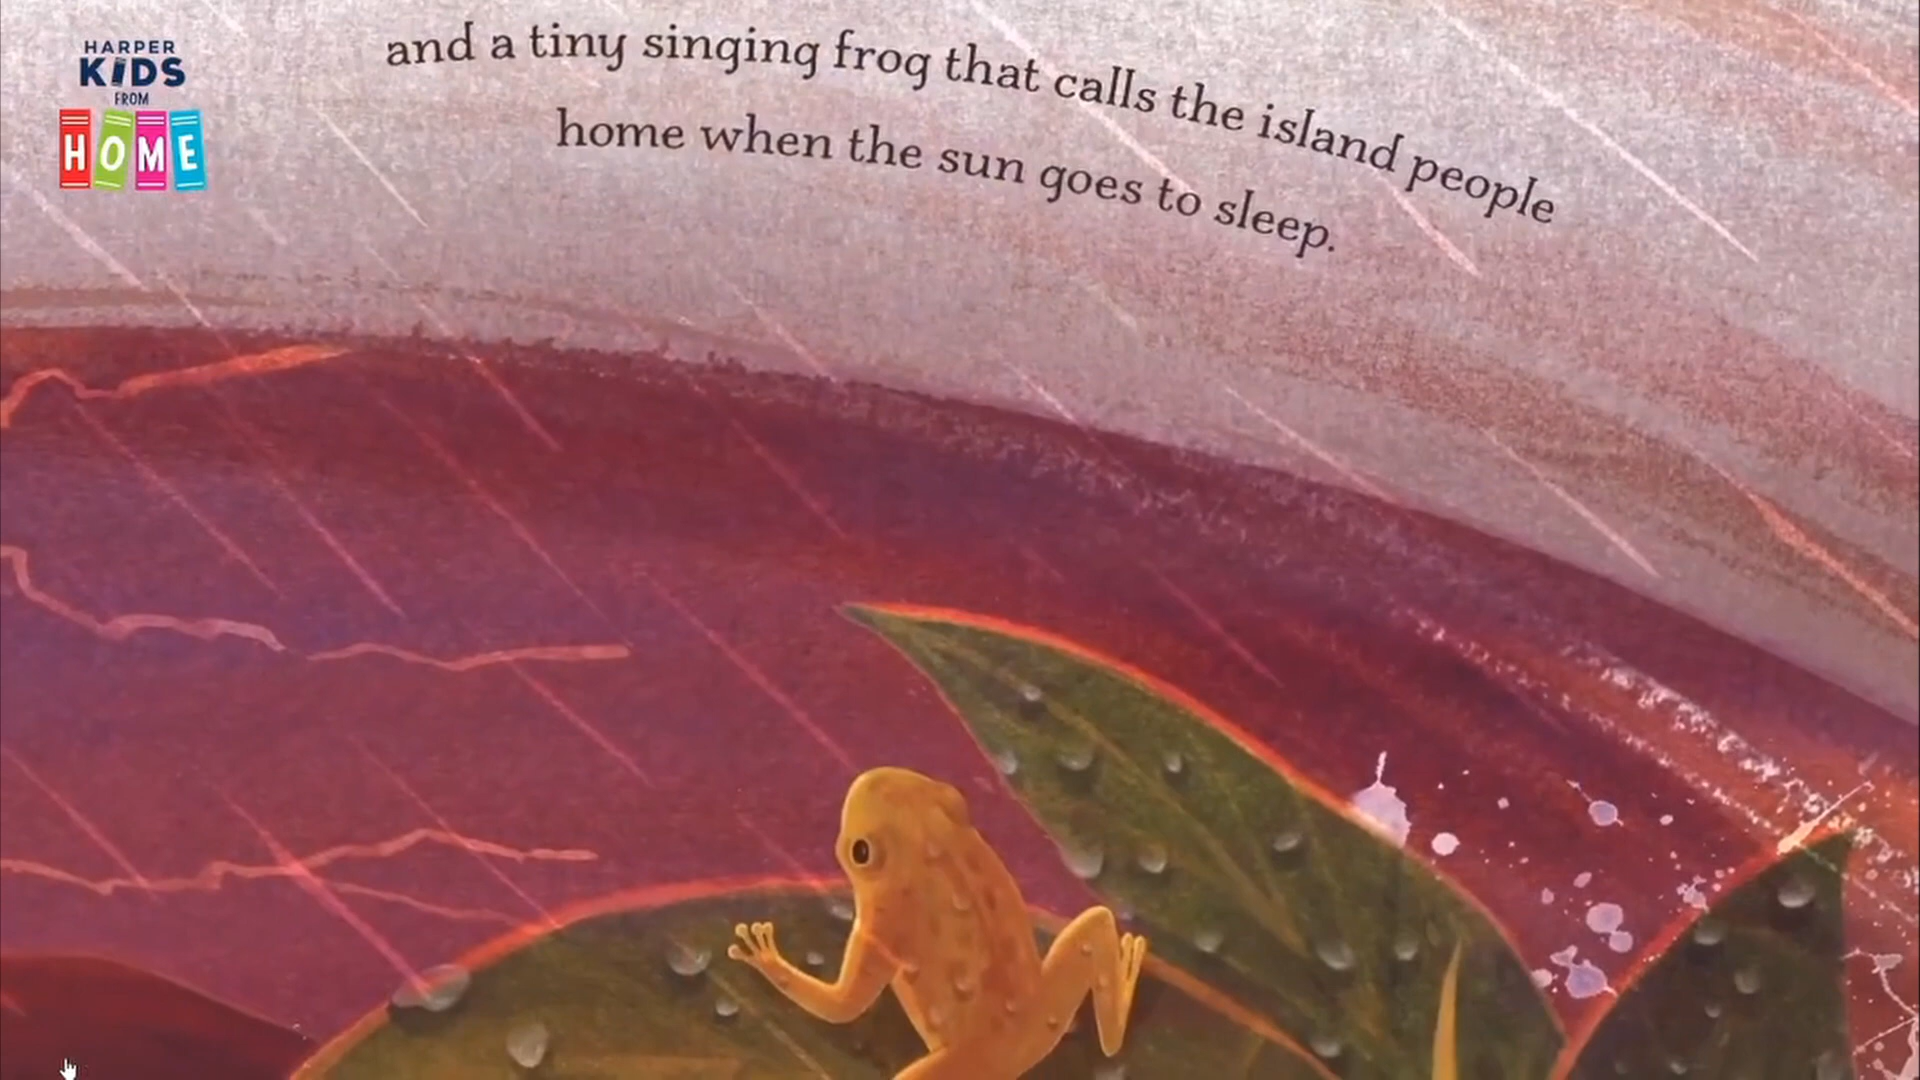 HARPER
KiDS
FROM
HOME
and a tiny singing frog that calls the island people
home when the sun goes to sleep.